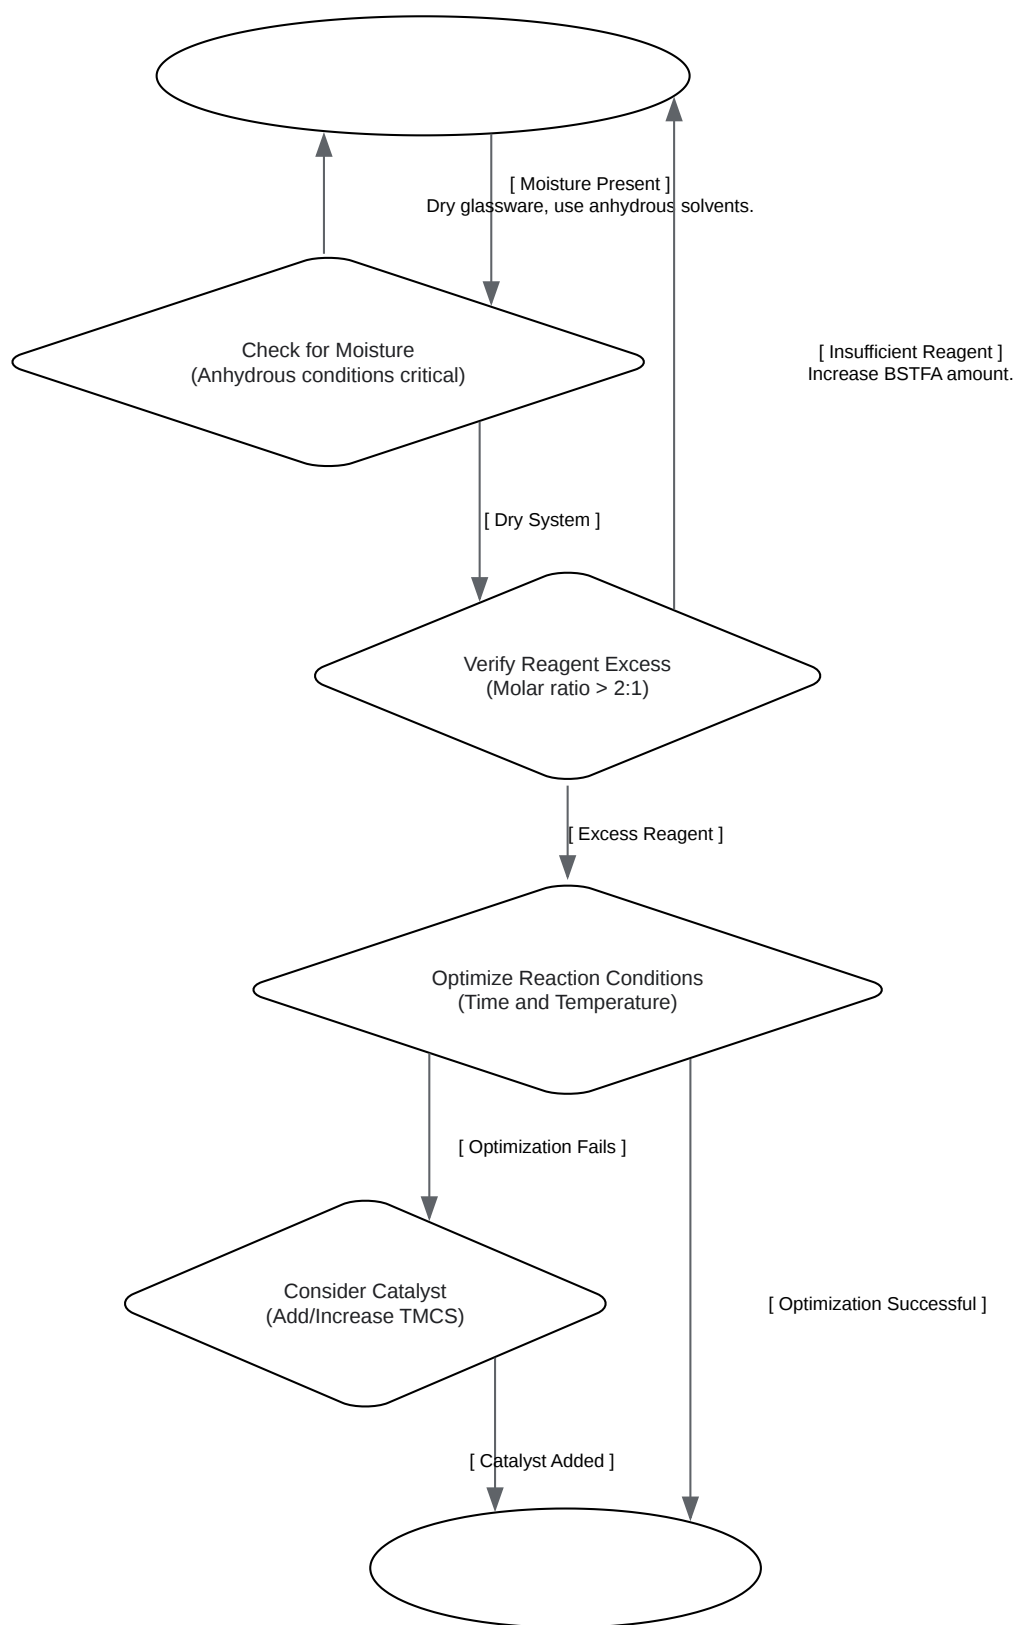 [ Moisture Present ]
Dry glassware, use anhydrous solvents.
Check for Moisture
(Anhydrous conditions critical)
[ Insufficient Reagent ]
Increase BSTFA amount.
[ Dry System ]
Verify Reagent Excess
(Molar ratio > 2:1)
[ Excess Reagent ]
Optimize Reaction Conditions
(Time and Temperature)
[ Optimization Fails ]
Consider Catalyst
(Add/Increase TMCS)
[ Optimization Successful ]
[ Catalyst Added ]